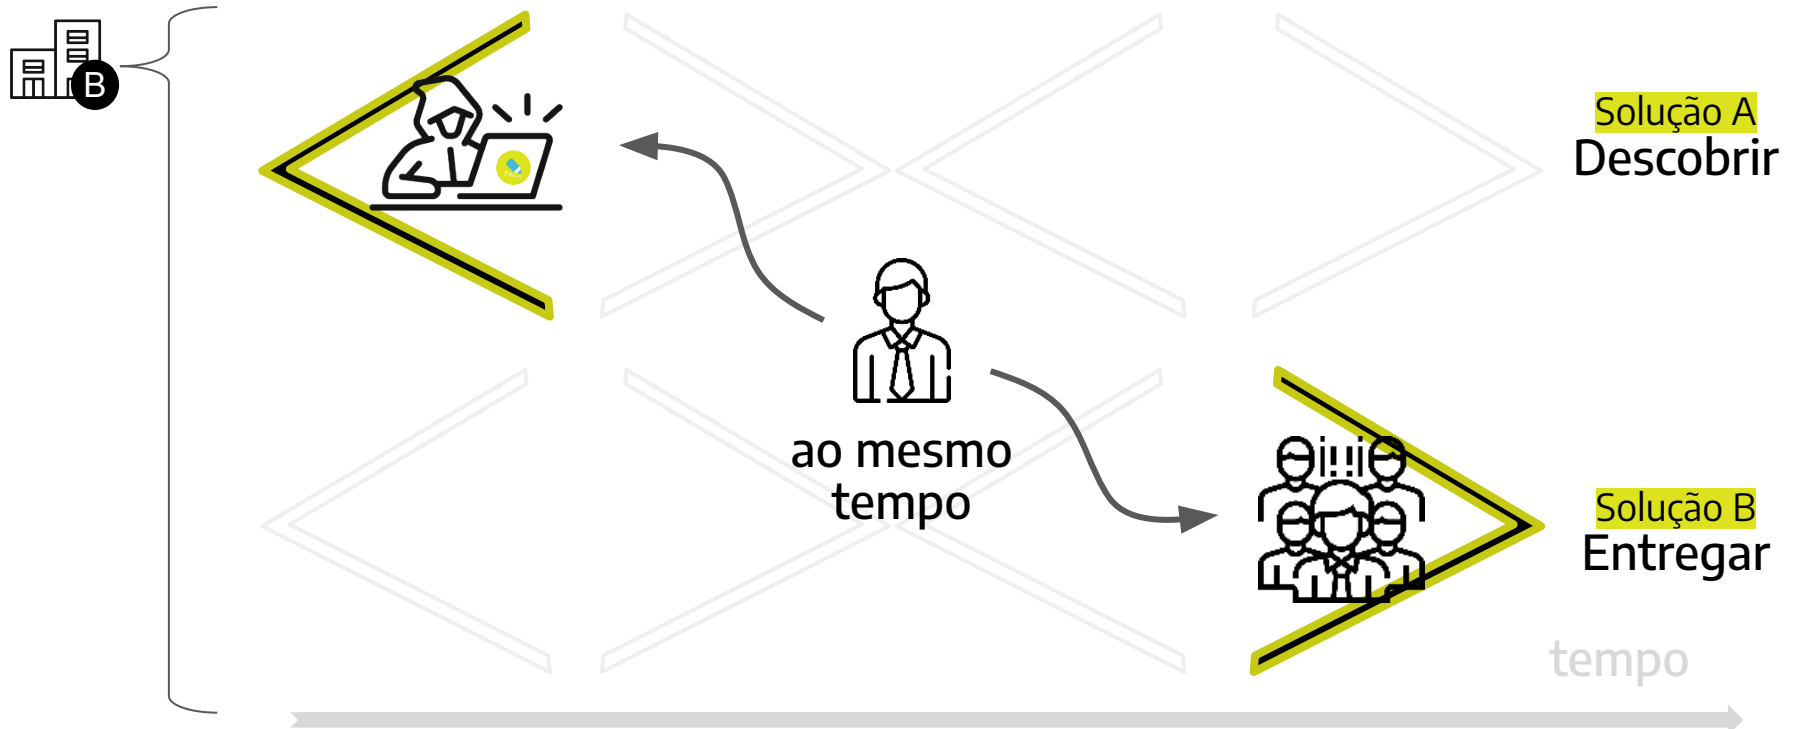 B
Solução A
Descobrir
ao mesmo
tempo
Solução B
Entregar
tempo